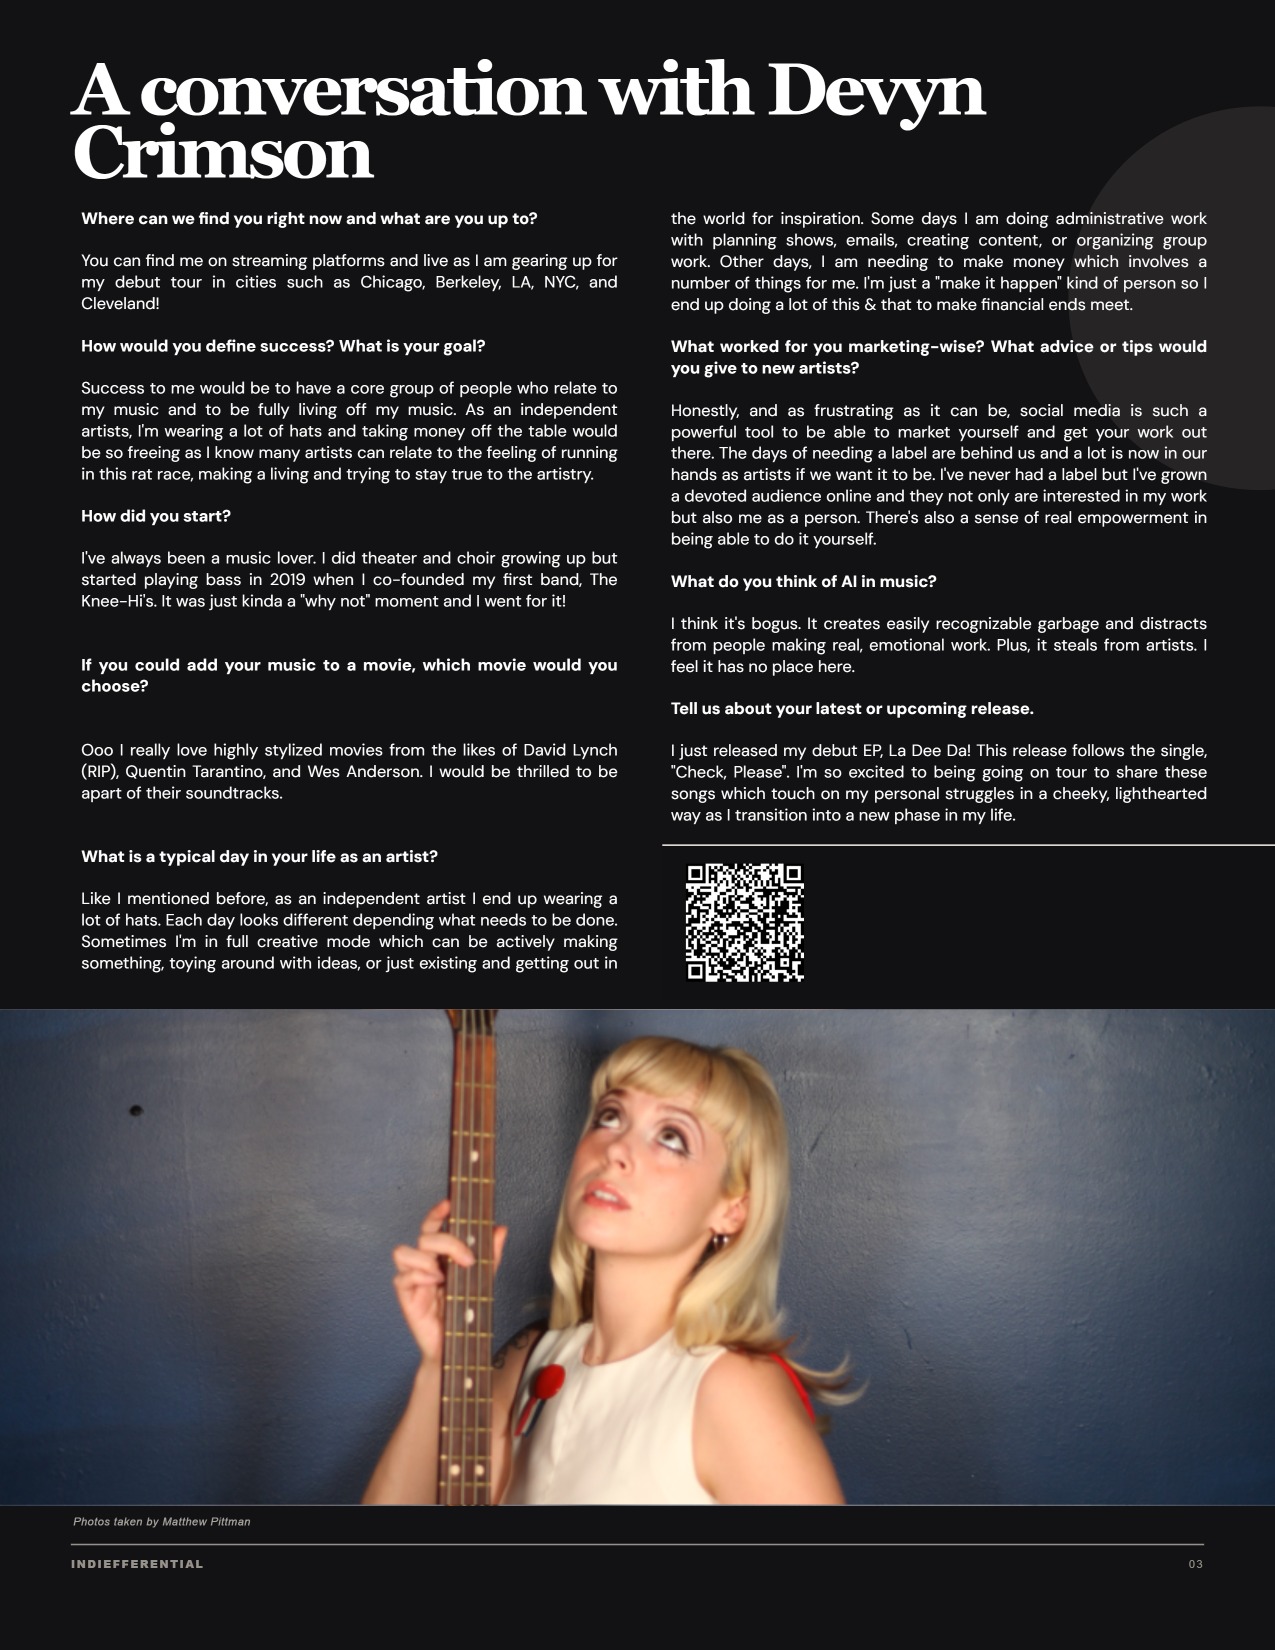 A conversation with Devyn
Crimson
Where can we find you right now and what are you up to?
You can find me on streaming platforms and live as I am gearing up for
my debut tour in cities such as Chicago, Berkeley, LA, NYC, and
Cleveland!
How would you define success? What is your goal?
Success to me would be to have a core group of people who relate to
my music and to be fully living off my music. As an independent
artists, I'm wearing a lot of hats and taking money off the table would
be so freeing as I know many artists can relate to the feeling of running
in this rat race, making a living and trying to stay true to the artistry.
How did you start?
I've always been a music lover. I did theater and choir growing up but
started playing bass in 2019 when I co-founded my first band, The
Knee-Hi's. It was just kinda a "why not" moment and I went for it!
If you could add your music to a movie, which movie would you
choose?
Ooo I really love highly stylized movies from the likes of David Lynch
(RIP), Quentin Tarantino, and Wes Anderson. I would be thrilled to be
apart of their soundtracks.
What is a typical day in your life as an artist?
Like I mentioned before, as an independent artist I end up wearing a
lot of hats. Each day looks different depending what needs to be done.
Sometimes I'm in full creative mode which can be actively making
something, toying around with ideas, or just existing and getting out in
the world for inspiration. Some days I am doing administrative work
with planning shows, emails, creating content, or organizing group
work. Other days, I am needing to make money which involves a
number of things for me. I'm just a "make it happen" kind of person so I
end up doing a lot of this & that to make financial ends meet.
What worked for you marketing-wise? What advice or tips would
you give to new artists?
Honestly, and as frustrating as it can be, social media is such a
powerful tool to be able to market yourself and get your work out
there. The days of needing a label are behind us and a lot is now in our
hands as artists if we want it to be. I've never had a label but I've grown
a devoted audience online and they not only are interested in my work
but also me as a person. There's also a sense of real empowerment in
being able to do it yourself.
What do you think of AI in music?
I think it's bogus. It creates easily recognizable garbage and distracts
from people making real, emotional work. Plus, it steals from artists. I
feel it has no place here.
Tell us about your latest or upcoming release.
I just released my debut EP, La Dee Da! This release follows the single,
"Check, Please". I'm so excited to being going on tour to share these
songs which touch on my personal struggles in a cheeky, lighthearted
way as I transition into a new phase in my life.
Photos taken by Matthew Pittman
INDIEFFERENTIAL
03